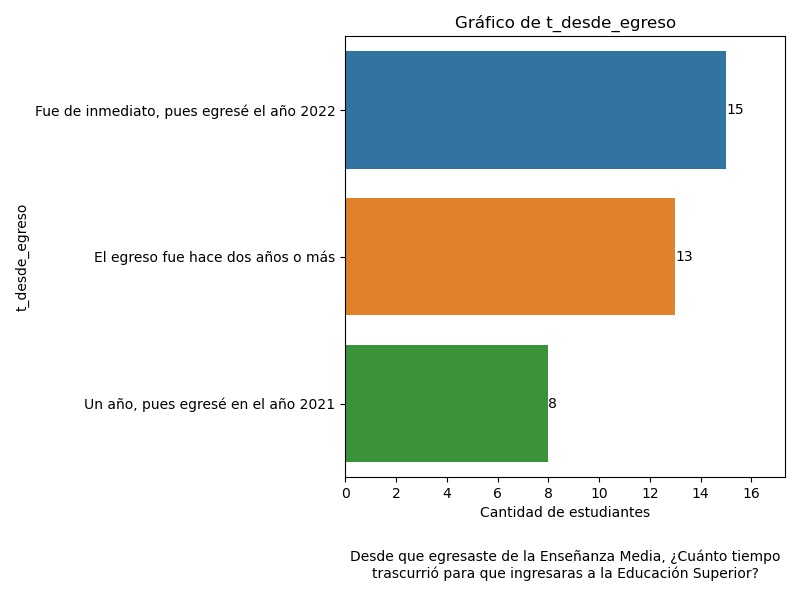 Gráfico de t_desde_egreso
t_desde_egreso
Fue de inmediato, pues egresé el año 2022
15
El egreso fue hace dos años o más
13
Un año, pues egresé en el año 2021
8
0 2 4 6 8 10 12 14 16
Cantidad de estudiantes
Desde que egresaste de la Enseñanza Media, ¿Cuánto tiempo
trascurrió para que ingresaras a la Educación Superior?